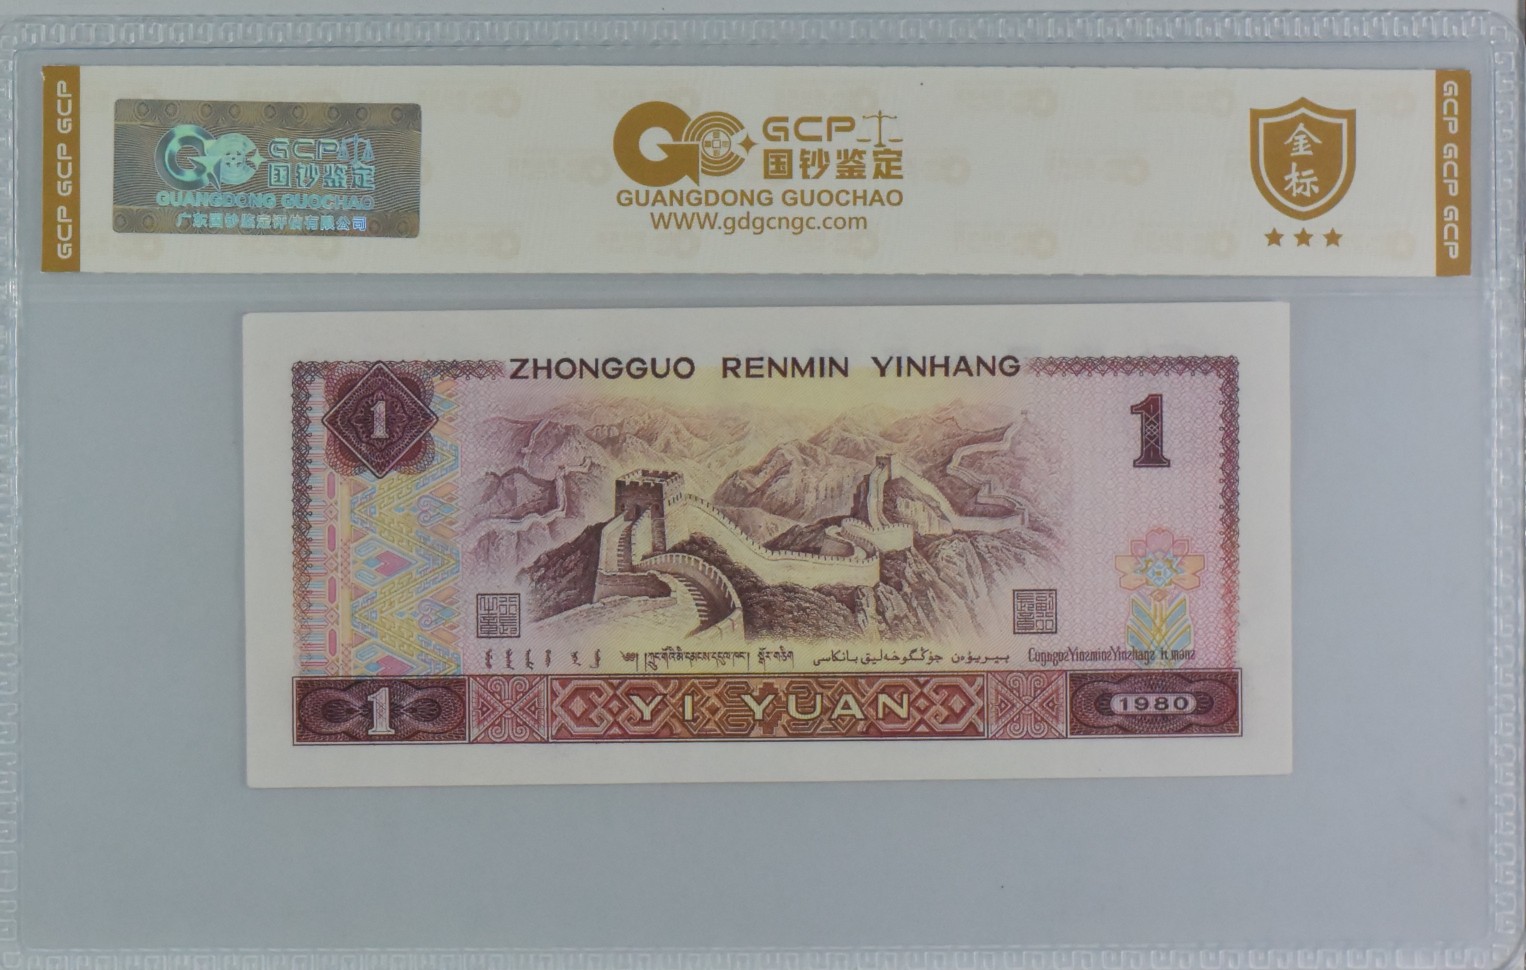 GCP GCP GCP
GCP 国钞鉴定
GUANGDONG GUOCHAO
广东国钞鉴定评估有限公司
GCP
国钞鉴定
GUANGDONG GUOCHAO
WWW.gdgcngc.com
金标
GCP GCP GCP
ZHONGGUO RENMIN YINHANG
1
1
1
YI YUAN
1980